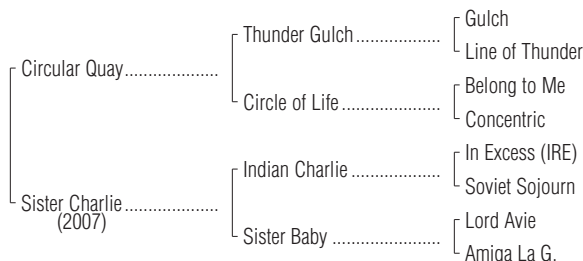 Gulch
Thunder Gulch
Line of Thunder
Circular Quay
Belong to Me
Circle of Life
Concentric
In Excess (IRE)
Indian Charlie
Soviet Sojourn
Sister Charlie
(2007)
Lord Avie
Sister Baby
Amiga La G.